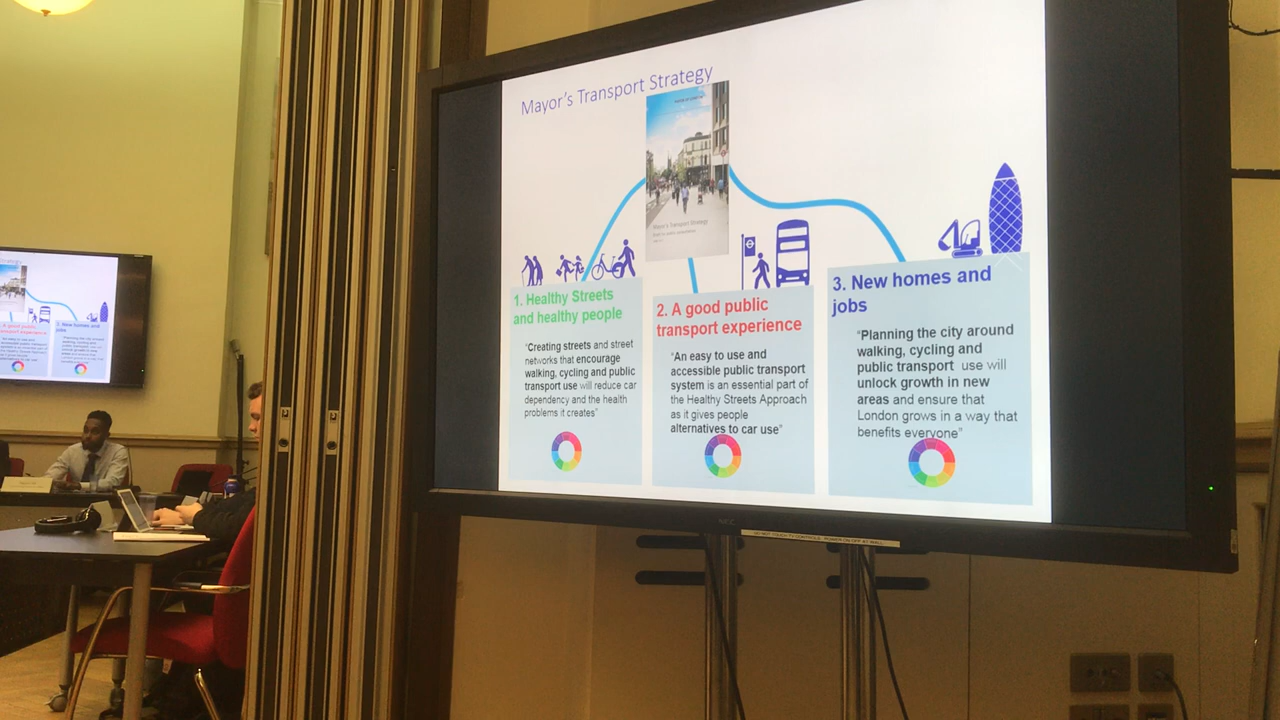 Mayor's Transport Strategy
Mayor's Transport Strategy
1. Healthy Streets
and healthy people
"Creating streets and street
networks that encourage
walking, cycling and public
transport use will reduce car
dependency and the health
problems it creates"
2. A good public
transport experience
"An easy to use and
accessible public transport
system is an essential part of
the Healthy Streets Approach
as it gives people
alternatives to car use"
3. New homes and
jobs
"Planning the city around
walking, cycling and
public transport use will
unlock growth in new
areas and ensure that
London grows in a way that
benefits everyone"
NEC